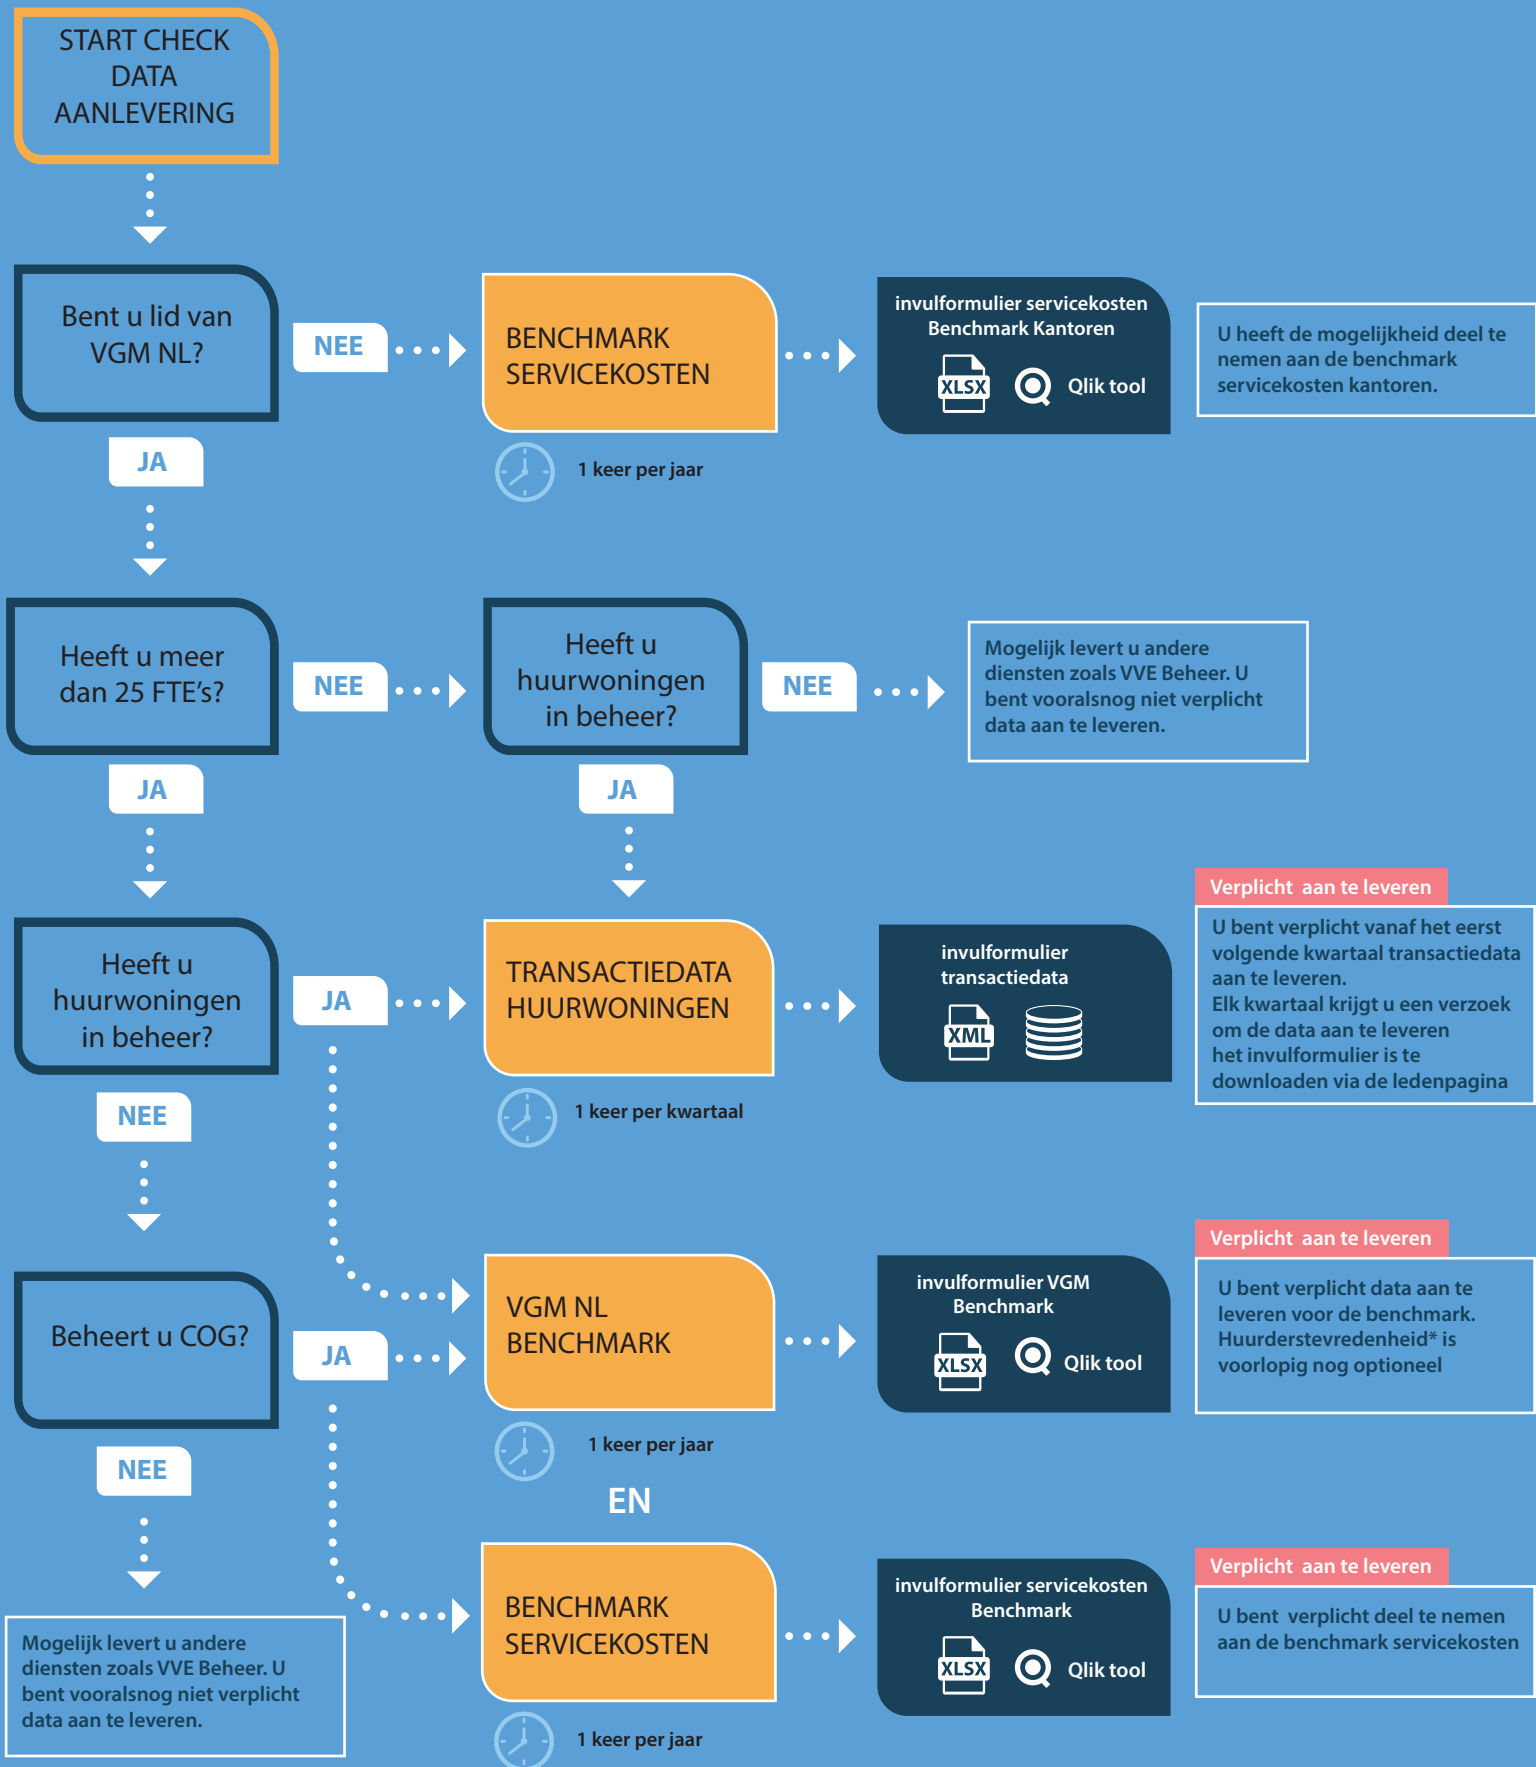 START CHECK
DATA
AANLEVERING
Bent u lid van
VGM NL?
NEE
BENCHMARK
SERVICEKOSTEN
invulformulier servicekosten
Benchmark Kantoren
XLSX
Qlik tool
U heeft de mogelijkheid deel te
nemen aan de benchmark
servicekosten kantoren.
1 keer per jaar
JA
Heeft u meer
dan 25 FTE's?
NEE
Heeft u
huurwoningen
in beheer?
NEE
Mogelijk levert u andere
diensten zoals VVE Beheer. U
bent vooralsnog niet verplicht
data aan te leveren.
JA
JA
Heeft u
huurwoningen
in beheer?
JA
TRANSACTIEDATA
HUURWONINGEN
invulformulier
transactiedata
XML
Verplicht aan te leveren
U bent verplicht vanaf het eerst
volgende kwartaal transactiedata
aan te leveren.
Elk kwartaal krijgt u een verzoek
om de data aan te leveren
het invulformulier is te
downloaden via de ledenpagina
1 keer per kwartaal
NEE
Beheert u COG?
JA
VGM NL
BENCHMARK
invulformulier VGM
Benchmark
XLSX
Qlik tool
Verplicht aan te leveren
U bent verplicht data aan te
leveren voor de benchmark.
Huurderstevredenheid* is
voorlopig nog optioneel
1 keer per jaar
EN
NEE
BENCHMARK
SERVICEKOSTEN
invulformulier servicekosten
Benchmark
XLSX
Qlik tool
Verplicht aan te leveren
U bent verplicht deel te nemen
aan de benchmark servicekosten
1 keer per jaar
Mogelijk levert u andere
diensten zoals VVE Beheer. U
bent vooralsnog niet verplicht
data aan te leveren.